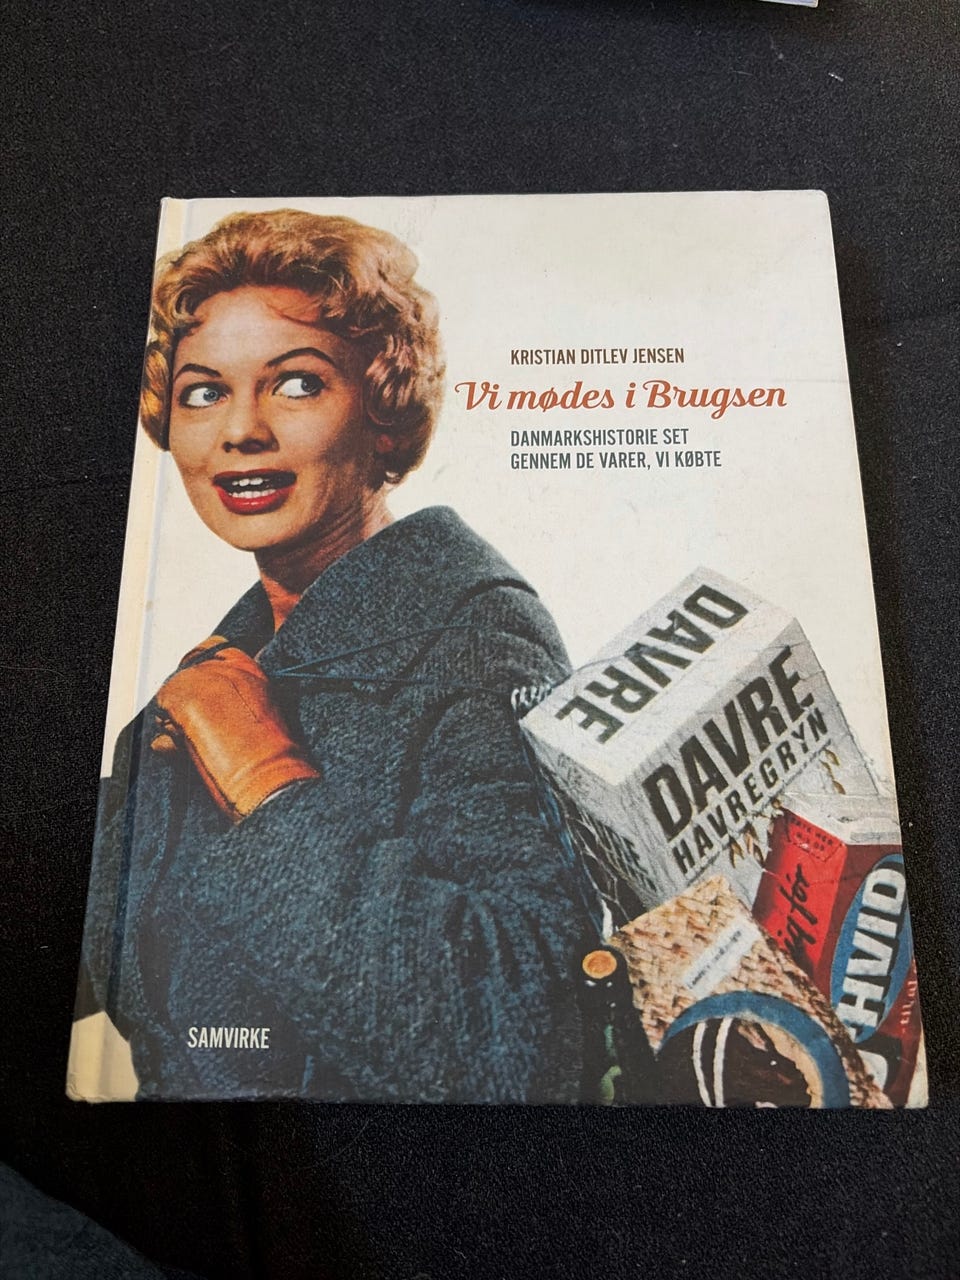 KRISTIAN DITLEV JENSEN
Vi mødes i Brugsen
DANMARKSHISTORIE SET
GENNEM DE VARER, VI KØBTE
DAVRE
DAVRE
HAVREGRYN
HVID
SAMVIRKE